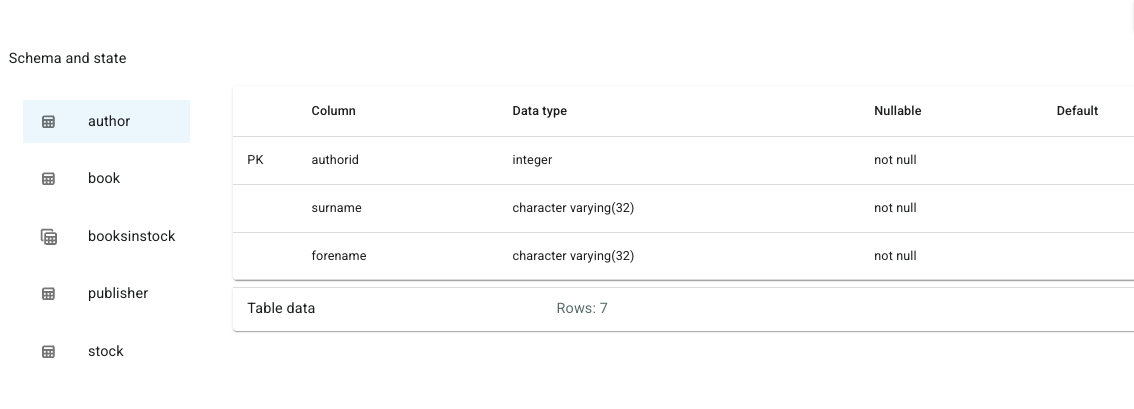 Schema and state
author
book
booksinstock
publisher
stock
Column Data type Nullable Default
PK authorid integer not null
surname character varying(32) not null
forename character varying(32) not null
Table data Rows: 7